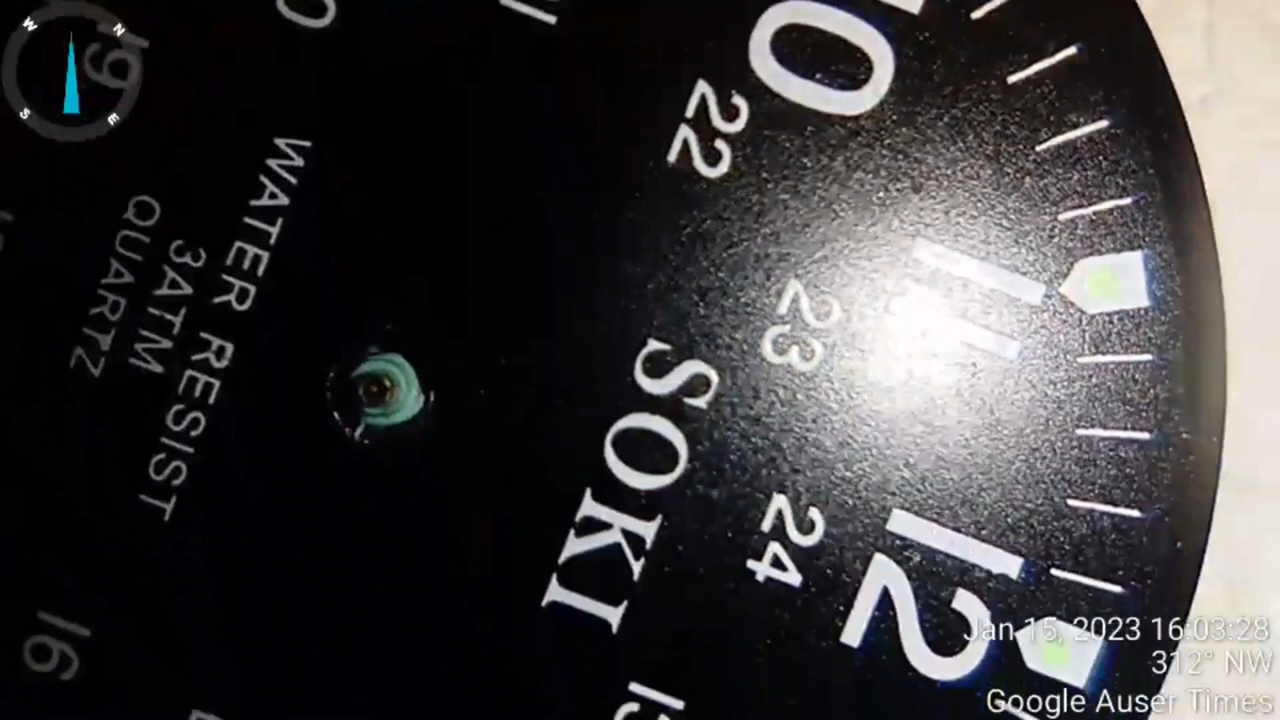 SOKI
WATER RESIST
3ATM
QUARTZ
12
11
22
23
24
16
19
W
N
S
E
Jan 15, 2023 16:03:28
312° NW
Google Auser Times